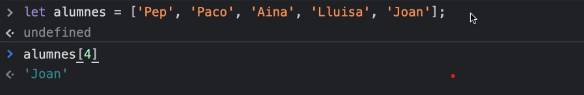 > let alumnes = ['Pep', 'Paco', 'Aina', 'Lluisa', 'Joan'];
< undefined
> alumnes[4]
< 'Joan'